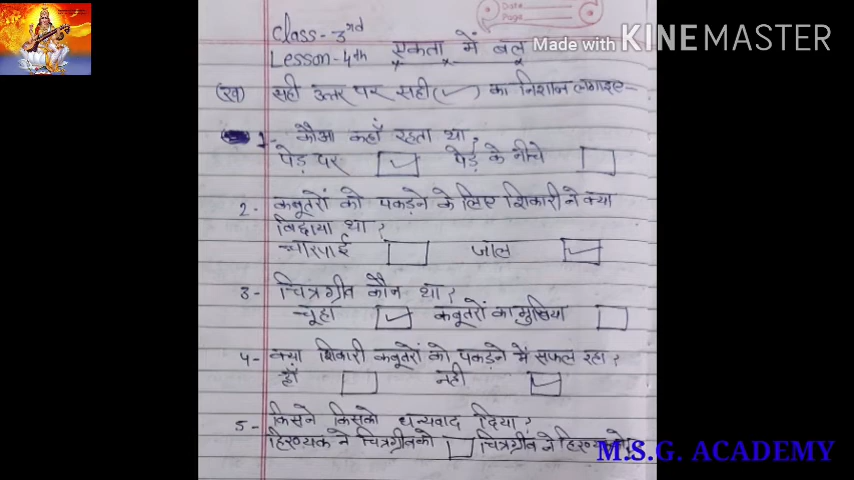 Date
Page
Made with KINEMASTER
Class- 3rd
Lesson-4th एकता में बल
(ख) सही उत्तर पर सही(✓) का निशान लगाइए-
1- कौआ कहाँ रहता था?
पेड़ पर ✓ पेड़ के नीचे
2. कबूतरों को पकड़ने के लिए शिकारी ने क्या
बिछाया था?
चारपाई जाल ✓
3- चित्रग्रीव कौन था?
चूहा ✓ कबूतरों का मुखिया
4- क्या शिकारी कबूतरों को पकड़ने में सफल रहा?
हाँ नही ✓
5- किसने किसको धन्यवाद दिया?
हिरण्यक ने चित्रग्रीव को चित्रग्रीव ने
M.S.G. ACADEMY